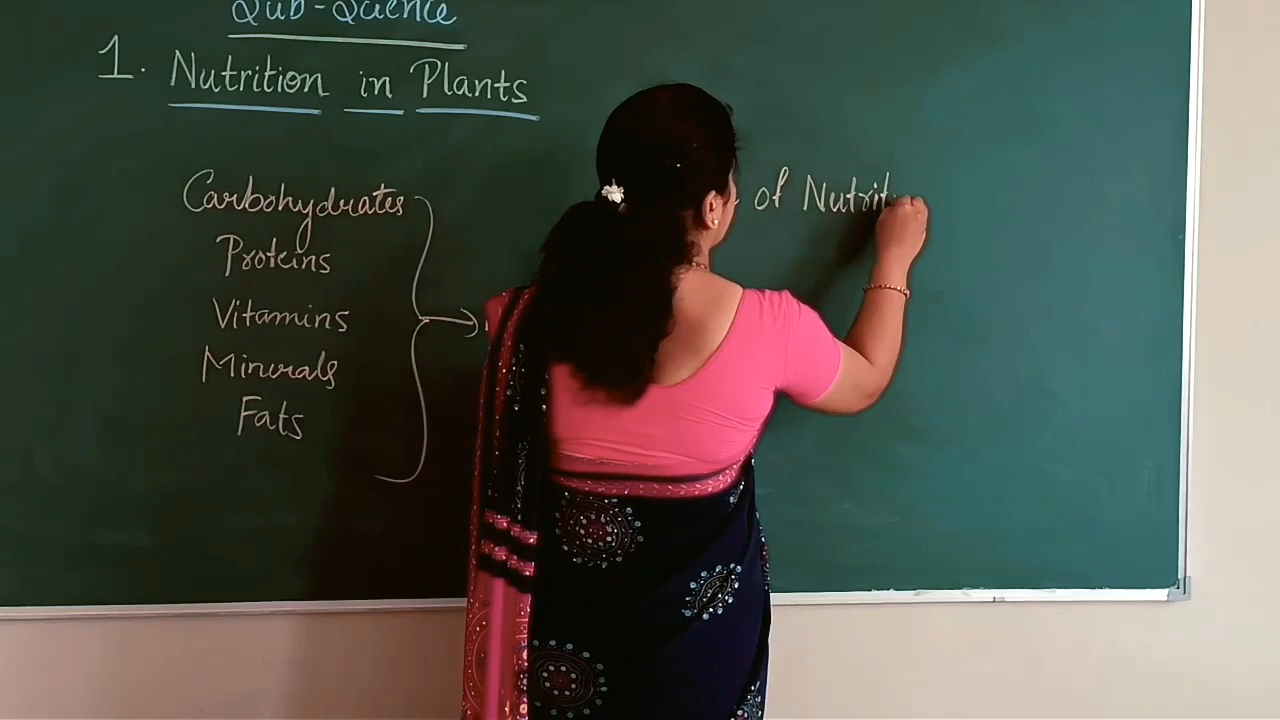 Sub-Science
1. Nutrition in Plants
Carbohydrates
Proteins
Vitamins
Minerals
Fats
of Nutrit